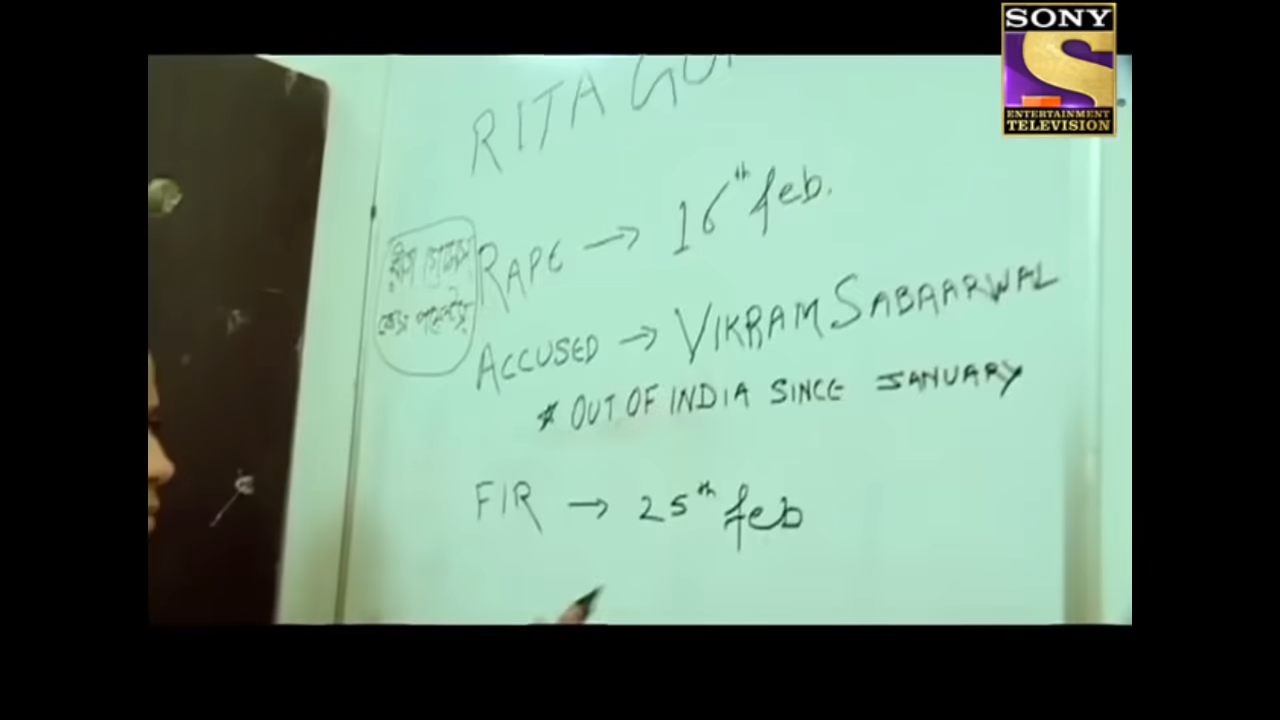 SONY
ENTERTAINMENT
TELEVISION
RITA
RAPE → 16th feb.
ACCUSED → VIKRAM SABAARWAL
* OUT OF INDIA SINCE JANUARY
FIR → 25th feb